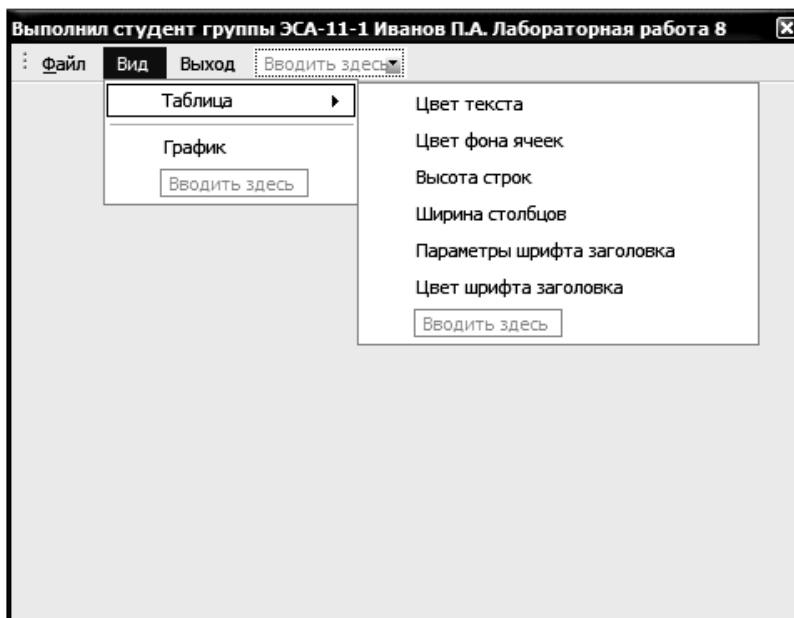 Выполнил студент группы ЭСА-11-1 Иванов П.А. Лабораторная работа 8
Файл Вид Выход Вводить здесь
Таблица
График
Вводить здесь
Цвет текста
Цвет фона ячеек
Высота строк
Ширина столбцов
Параметры шрифта заголовка
Цвет шрифта заголовка
Вводить здесь